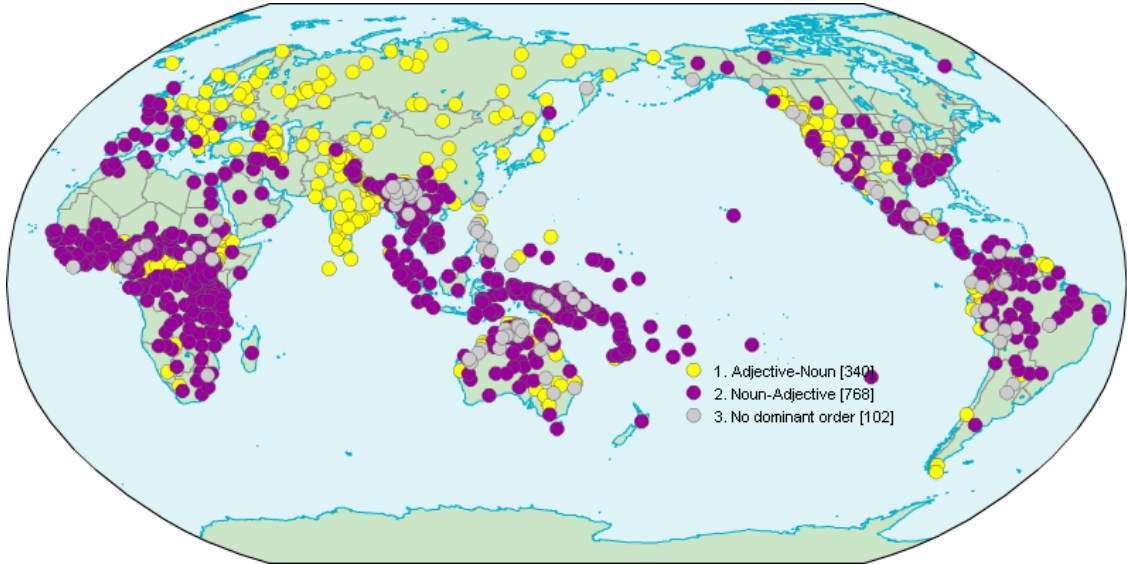 1. Adjective-Noun [340]
2. Noun-Adjective [768]
3. No dominant order [102]